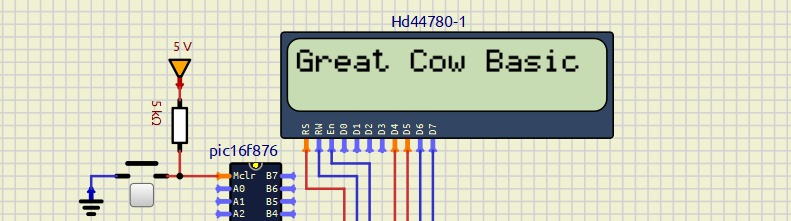 Hd44780-1
5 V
Great Cow Basic
5 kΩ
RS RW En D0 D1 D2 D3 D4 D5 D6 D7
pic16f876
Mclr B7
A0 B6
A1 B5
A2 B4